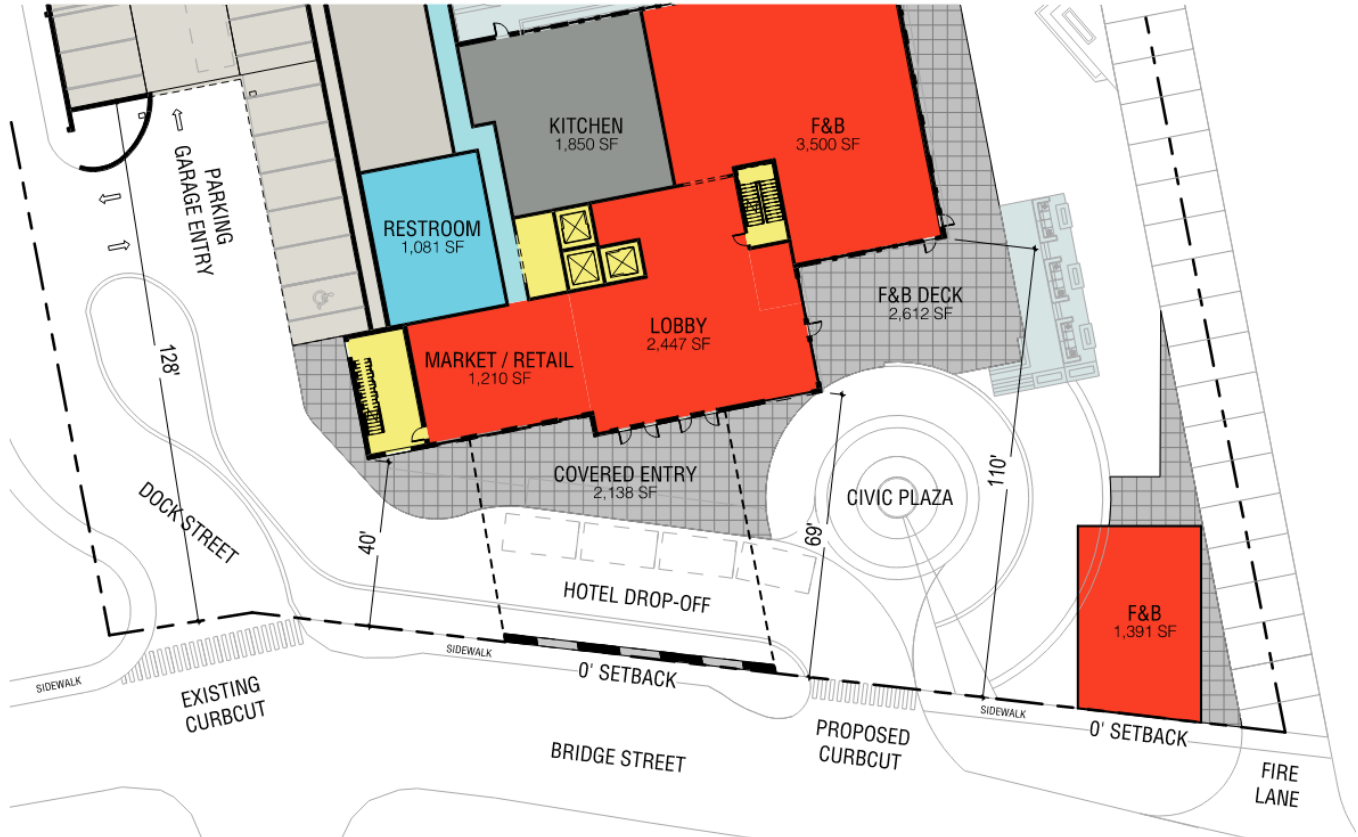 KITCHEN
1,850 SF
F&B
3,500 SF
PARKING
GARAGE ENTRY
RESTROOM
1,081 SF
F&B DECK
2,612 SF
LOBBY
2,447 SF
MARKET / RETAIL
1,210 SF
128'
COVERED ENTRY
2,138 SF
CIVIC PLAZA
110'
DOCK STREET
40'
69'
HOTEL DROP-OFF
F&B
1,391 SF
SIDEWALK
0' SETBACK
SIDEWALK
EXISTING
CURBCUT
SIDEWALK
0' SETBACK
PROPOSED
CURBCUT
BRIDGE STREET
FIRE
LANE